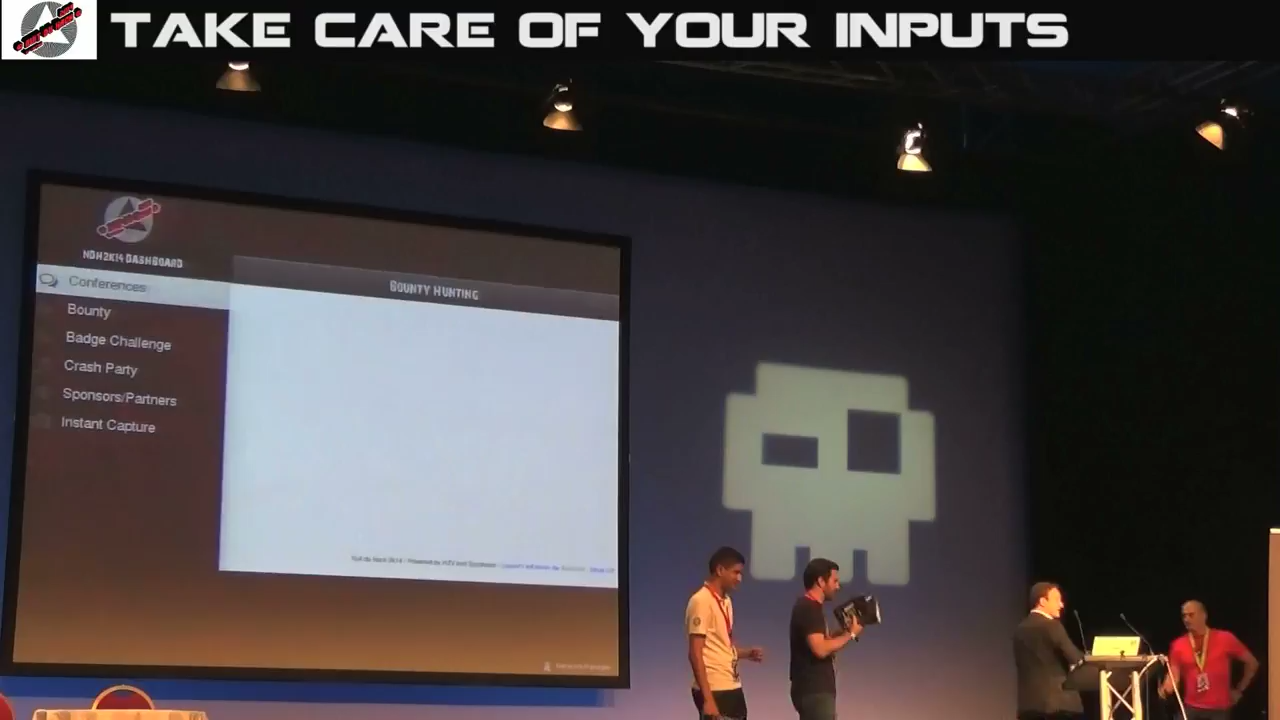 TAKE CARE OF YOUR INPUTS
NDH2K14 DASHBOARD
BOUNTY HUNTING
Conferences
Bounty
Badge Challenge
Crash Party
Sponsors/Partners
Instant Capture